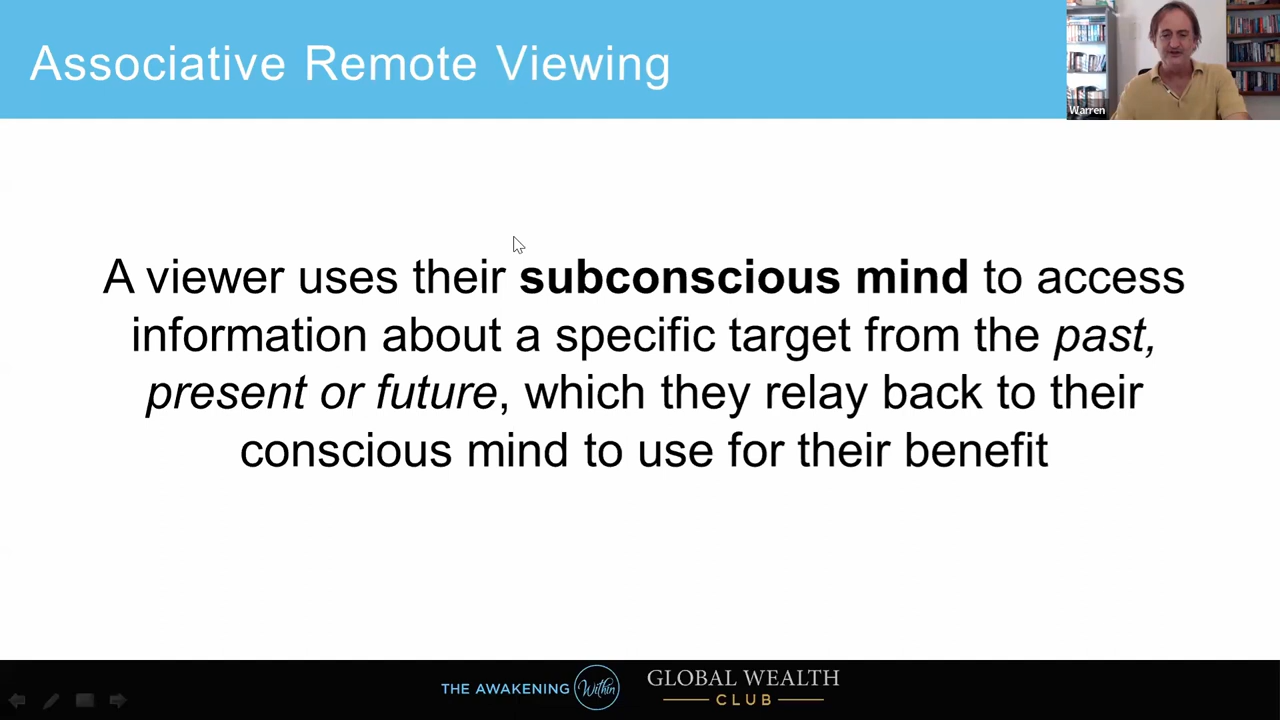 Associative Remote Viewing
Warren
A viewer uses their subconscious mind to access
information about a specific target from the past,
present or future, which they relay back to their
conscious mind to use for their benefit
THE AWAKENING Within
GLOBAL WEALTH
CLUB